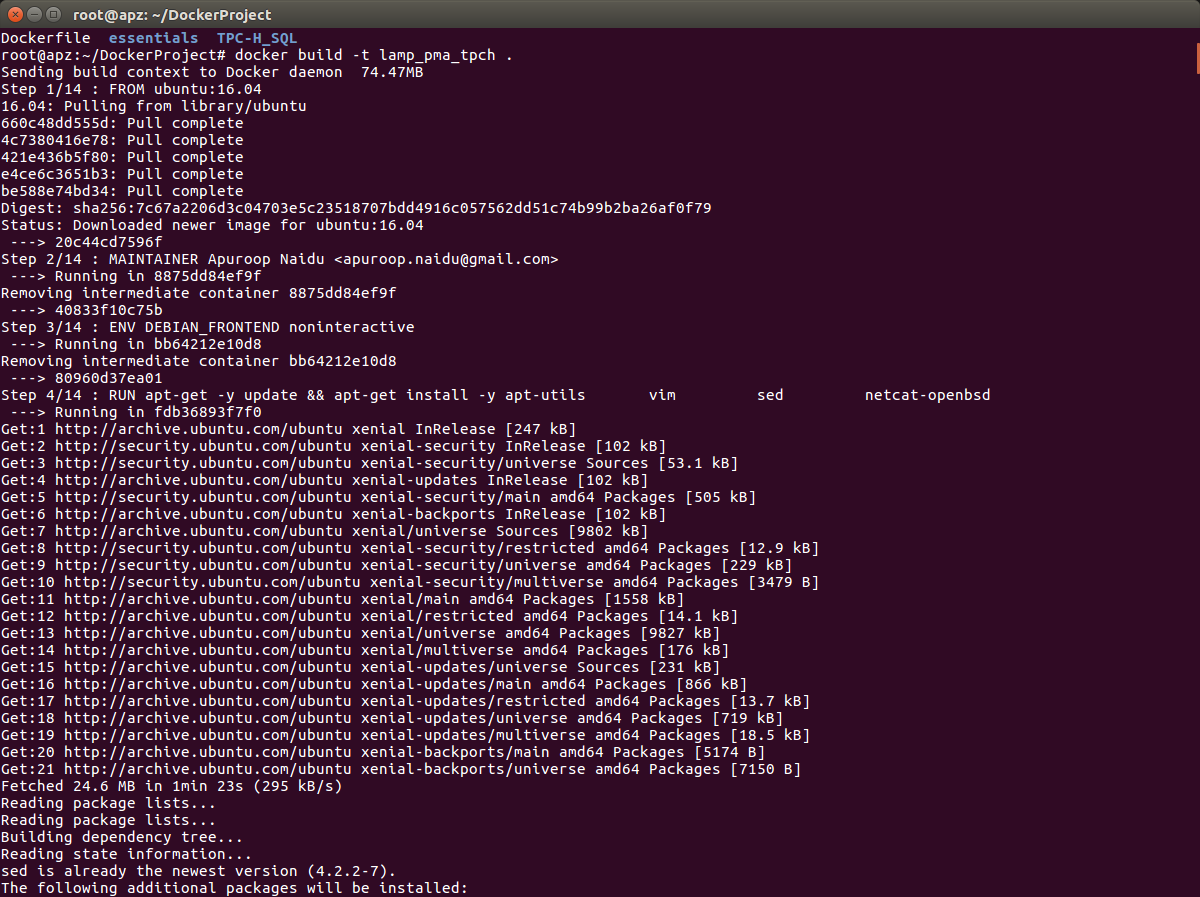 root@apz: ~/DockerProject
Dockerfile  essentials  TPC-H_SQL
root@apz:~/DockerProject# docker build -t lamp_pma_tpch .
Sending build context to Docker daemon  74.47MB
Step 1/14 : FROM ubuntu:16.04
16.04: Pulling from library/ubuntu
660c48dd555d: Pull complete
4c7380416e78: Pull complete
421e436b5f80: Pull complete
e4ce6c3651b3: Pull complete
be588e74bd34: Pull complete
Digest: sha256:7c67a2206d3c04703e5c23518707bdd4916c057562dd51c74b99b2ba26af0f79
Status: Downloaded newer image for ubuntu:16.04
 ---> 20c44cd7596f
Step 2/14 : MAINTAINER Apuroop Naidu <apuroop.naidu@gmail.com>
 ---> Running in 8875dd84ef9f
Removing intermediate container 8875dd84ef9f
 ---> 40833f10c75b
Step 3/14 : ENV DEBIAN_FRONTEND noninteractive
 ---> Running in bb64212e10d8
Removing intermediate container bb64212e10d8
 ---> 80960d37ea01
Step 4/14 : RUN apt-get -y update && apt-get install -y apt-utils       vim         sed         netcat-openbsd
 ---> Running in fdb36893f7f0
Get:1 http://archive.ubuntu.com/ubuntu xenial InRelease [247 kB]
Get:2 http://security.ubuntu.com/ubuntu xenial-security InRelease [102 kB]
Get:3 http://security.ubuntu.com/ubuntu xenial-security/universe Sources [53.1 kB]
Get:4 http://archive.ubuntu.com/ubuntu xenial-updates InRelease [102 kB]
Get:5 http://security.ubuntu.com/ubuntu xenial-security/main amd64 Packages [505 kB]
Get:6 http://archive.ubuntu.com/ubuntu xenial-backports InRelease [102 kB]
Get:7 http://archive.ubuntu.com/ubuntu xenial/universe Sources [9802 kB]
Get:8 http://security.ubuntu.com/ubuntu xenial-security/restricted amd64 Packages [12.9 kB]
Get:9 http://security.ubuntu.com/ubuntu xenial-security/universe amd64 Packages [229 kB]
Get:10 http://security.ubuntu.com/ubuntu xenial-security/multiverse amd64 Packages [3479 B]
Get:11 http://archive.ubuntu.com/ubuntu xenial/main amd64 Packages [1558 kB]
Get:12 http://archive.ubuntu.com/ubuntu xenial/restricted amd64 Packages [14.1 kB]
Get:13 http://archive.ubuntu.com/ubuntu xenial/universe amd64 Packages [9827 kB]
Get:14 http://archive.ubuntu.com/ubuntu xenial/multiverse amd64 Packages [176 kB]
Get:15 http://archive.ubuntu.com/ubuntu xenial-updates/universe Sources [231 kB]
Get:16 http://archive.ubuntu.com/ubuntu xenial-updates/main amd64 Packages [866 kB]
Get:17 http://archive.ubuntu.com/ubuntu xenial-updates/restricted amd64 Packages [13.7 kB]
Get:18 http://archive.ubuntu.com/ubuntu xenial-updates/universe amd64 Packages [719 kB]
Get:19 http://archive.ubuntu.com/ubuntu xenial-updates/multiverse amd64 Packages [18.5 kB]
Get:20 http://archive.ubuntu.com/ubuntu xenial-backports/main amd64 Packages [5174 B]
Get:21 http://archive.ubuntu.com/ubuntu xenial-backports/universe amd64 Packages [7150 B]
Fetched 24.6 MB in 1min 23s (295 kB/s)
Reading package lists...
Reading package lists...
Building dependency tree...
Reading state information...
sed is already the newest version (4.2.2-7).
The following additional packages will be installed: